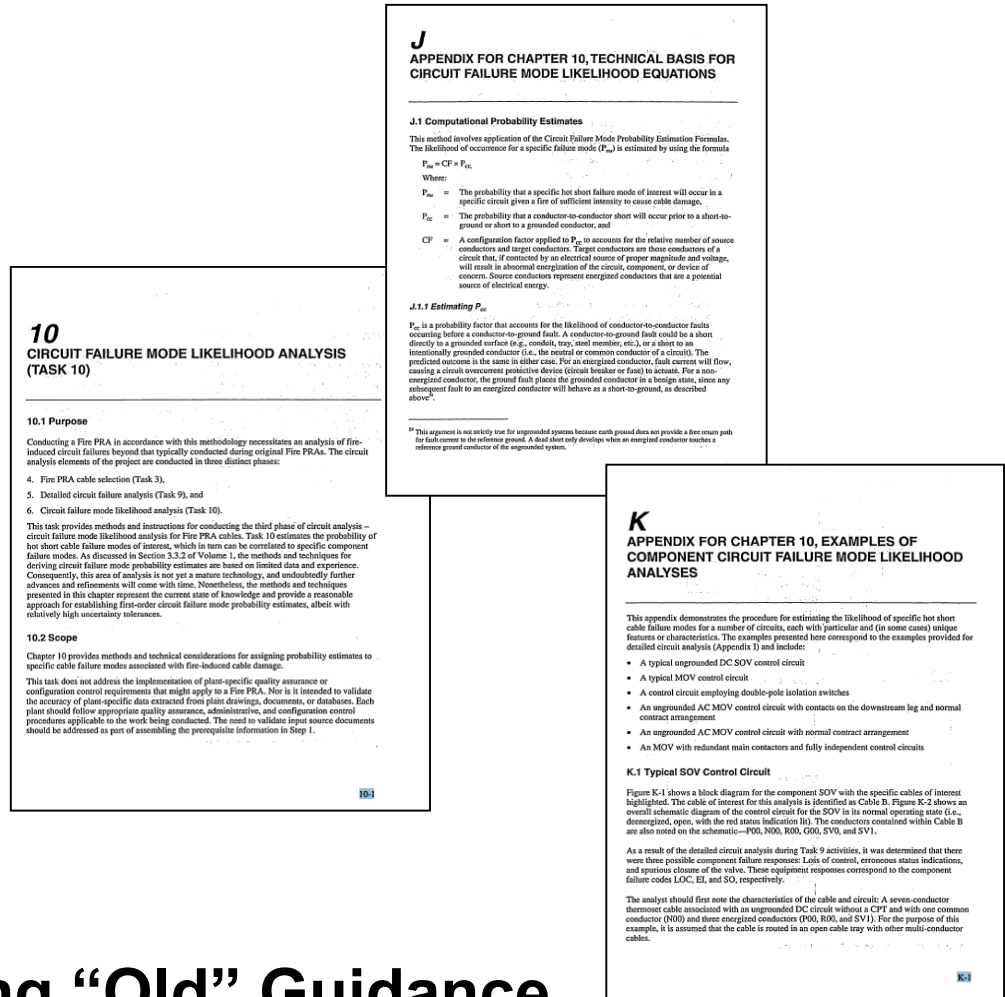 J
APPENDIX FOR CHAPTER 10, TECHNICAL BASIS FOR
CIRCUIT FAILURE MODE LIKELIHOOD EQUATIONS
J.1 Computational Probability Estimates
This method involves application of the Circuit Failure Mode Probability Estimation Formulas.
The likelihood of occurrence for a specific failure mode (Pₙₐ) is estimated by using the formula
Pₙₐ = CF × P_cc,
Where:
Pₙₐ = The probability that a specific hot short failure mode of interest will occur in a
specific circuit given a fire of sufficient intensity to cause cable damage,
P_cc = The probability that a conductor-to-conductor short will occur prior to a short-to-
ground or short to a grounded conductor, and
CF = A configuration factor applied to P_cc to accounts for the relative number of source
conductors and target conductors. Target conductors are those conductors of a
circuit that, if contacted by an electrical source of proper magnitude and voltage,
will result in abnormal energization of the circuit, component, or device of
concern. Source conductors represent energized conductors that are a potential
source of electrical energy.
J.1.1 Estimating P_cc
P_cc is a probability factor that accounts for the likelihood of conductor-to-conductor faults
occurring before a conductor-to-ground fault. A conductor-to-ground fault could be a short
directly to a grounded surface (e.g., conduit, tray, steel member, etc.), or a short to an
intentionally grounded conductor (i.e., the neutral or common conductor of a circuit). The
predicted outcome is the same in either case. For an energized conductor, fault current will flow,
causing a circuit overcurrent protective device (circuit breaker or fuse) to actuate. For a non-
energized conductor, the ground fault places the grounded conductor in a benign state, since any
subsequent fault to an energized conductor will behave as a short-to-ground, as described
above
This argument is not strictly true for ungrounded systems because earth ground does not provide a free return path
for fault current to the reference ground. A dead short only develops when an energized conductor touches a
reference ground conductor of the ungrounded system.
10
CIRCUIT FAILURE MODE LIKELIHOOD ANALYSIS
(TASK 10)
10.1 Purpose
Conducting a Fire PRA in accordance with this methodology necessitates an analysis of fire-
induced circuit failures beyond that typically conducted during original Fire PRAs. The circuit
analysis elements of the project are conducted in three distinct phases:
4. Fire PRA cable selection (Task 3),
5. Detailed circuit failure analysis (Task 9), and
6. Circuit failure mode likelihood analysis (Task 10).
This task provides methods and instructions for conducting the third phase of circuit analysis –
circuit failure mode likelihood analysis for Fire PRA cables. Task 10 estimates the probability of
hot short cable failure modes of interest, which in turn can be correlated to specific component
failure modes. As discussed in Section 3.3.2 of Volume 1, the methods and techniques for
deriving circuit failure mode probability estimates are based on limited data and experience.
Consequently, this area of analysis is not yet a mature technology, and undoubtedly further
advances and refinements will come with time. Nonetheless, the methods and techniques
presented in this chapter represent the current state of knowledge and provide a reasonable
approach for establishing first-order circuit failure mode probability estimates, albeit with
relatively high uncertainty tolerances.
10.2 Scope
Chapter 10 provides methods and technical considerations for assigning probability estimates to
specific cable failure modes associated with fire-induced cable damage.
This task does not address the implementation of plant-specific quality assurance or
configuration control requirements that might apply to a Fire PRA. Nor is it intended to validate
the accuracy of plant-specific data extracted from plant drawings, documents, or databases. Each
plant should follow appropriate quality assurance, administrative, and configuration control
procedures applicable to the work being conducted. The need to validate input source documents
should be addressed as part of assembling the prerequisite information in Step 1.
10-1
K
APPENDIX FOR CHAPTER 10, EXAMPLES OF
COMPONENT CIRCUIT FAILURE MODE LIKELIHOOD
ANALYSES
This appendix demonstrates the procedure for estimating the likelihood of specific hot short
cable failure modes for a number of circuits, each with particular and (in some cases) unique
features or characteristics. The examples presented here correspond to the examples provided for
detailed circuit analysis (Appendix I) and include:
• A typical ungrounded DC SOV control circuit
• A typical MOV control circuit
• A control circuit employing double-pole isolation switches
• An ungrounded AC MOV control circuit with contacts on the downstream leg and normal
contract arrangement
• An ungrounded AC MOV control circuit with normal contract arrangement
• An MOV with redundant main contactors and fully independent control circuits
K.1 Typical SOV Control Circuit
Figure K-1 shows a block diagram for the component SOV with the specific cables of interest
highlighted. The cable of interest for this analysis is identified as Cable B. Figure K-2 shows an
overall schematic diagram of the control circuit for the SOV in its normal operating state (i.e.,
deenergized, open, with the red status indication lit). The conductors contained within Cable B
are also noted on the schematic—P00, N00, R00, G00, SV0, and SV1.
As a result of the detailed circuit analysis during Task 9 activities, it was determined that there
were three possible component failure responses: Loss of control, erroneous status indications,
and spurious closure of the valve. These equipment responses correspond to the component
failure codes LOC, EI, and SO, respectively.
The analyst should first note the characteristics of the cable and circuit: A seven-conductor
thermoset cable associated with an ungrounded DC circuit without a CPT and with one common
conductor (N00) and three energized conductors (P00, R00, and SV1). For the purpose of this
example, it is assumed that the cable is routed in an open cable tray with other multi-conductor
cables.
K-1
ng “Old” Guidance